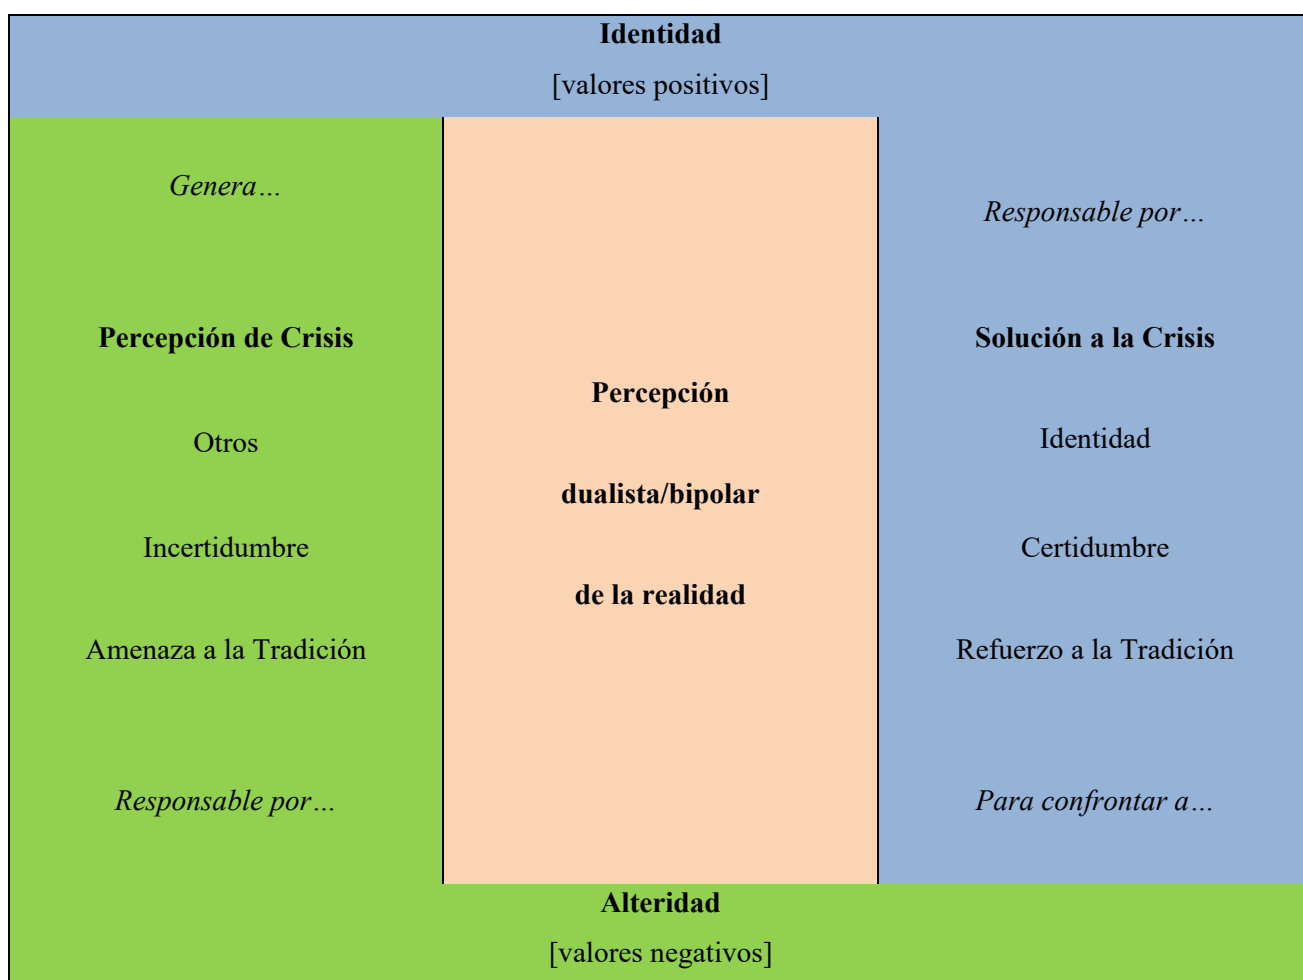 Identidad
[valores positivos]
Genera…
Percepción de Crisis
Otros
Incertidumbre
Amenaza a la Tradición
Responsable por…
Percepción
dualista/bipolar
de la realidad
Responsable por…
Solución a la Crisis
Identidad
Certidumbre
Refuerzo a la Tradición
Para confrontar a…
Alteridad
[valores negativos]